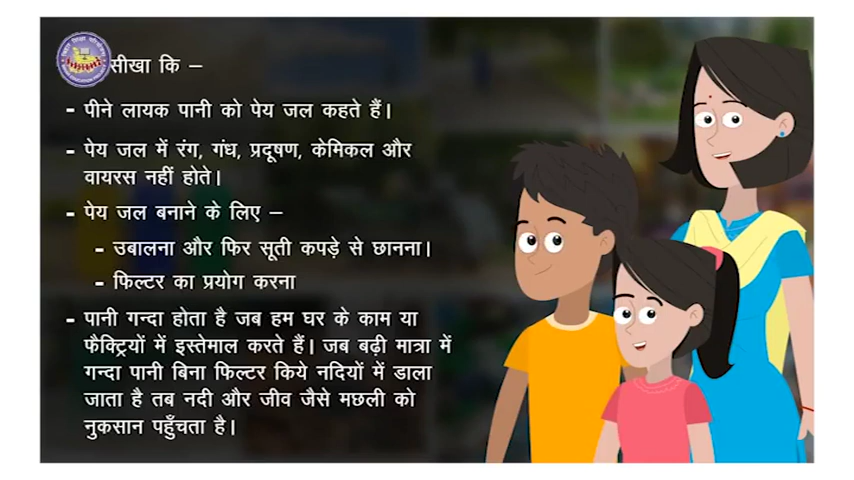 सीखा कि –
- पीने लायक पानी को पेय जल कहते हैं।
- पेय जल में रंग, गंध, प्रदूषण, केमिकल और
वायरस नहीं होते।
- पेय जल बनाने के लिए –
- उबालना और फिर सूती कपड़े से छानना।
- फिल्टर का प्रयोग करना
- पानी गन्दा होता है जब हम घर के काम या
फैक्ट्रियों में इस्तेमाल करते हैं। जब बढ़ी मात्रा में
गन्दा पानी बिना फिल्टर किये नदियों में डाला
जाता है तब नदी और जीव जैसे मछली को
नुकसान पहुँचता है।